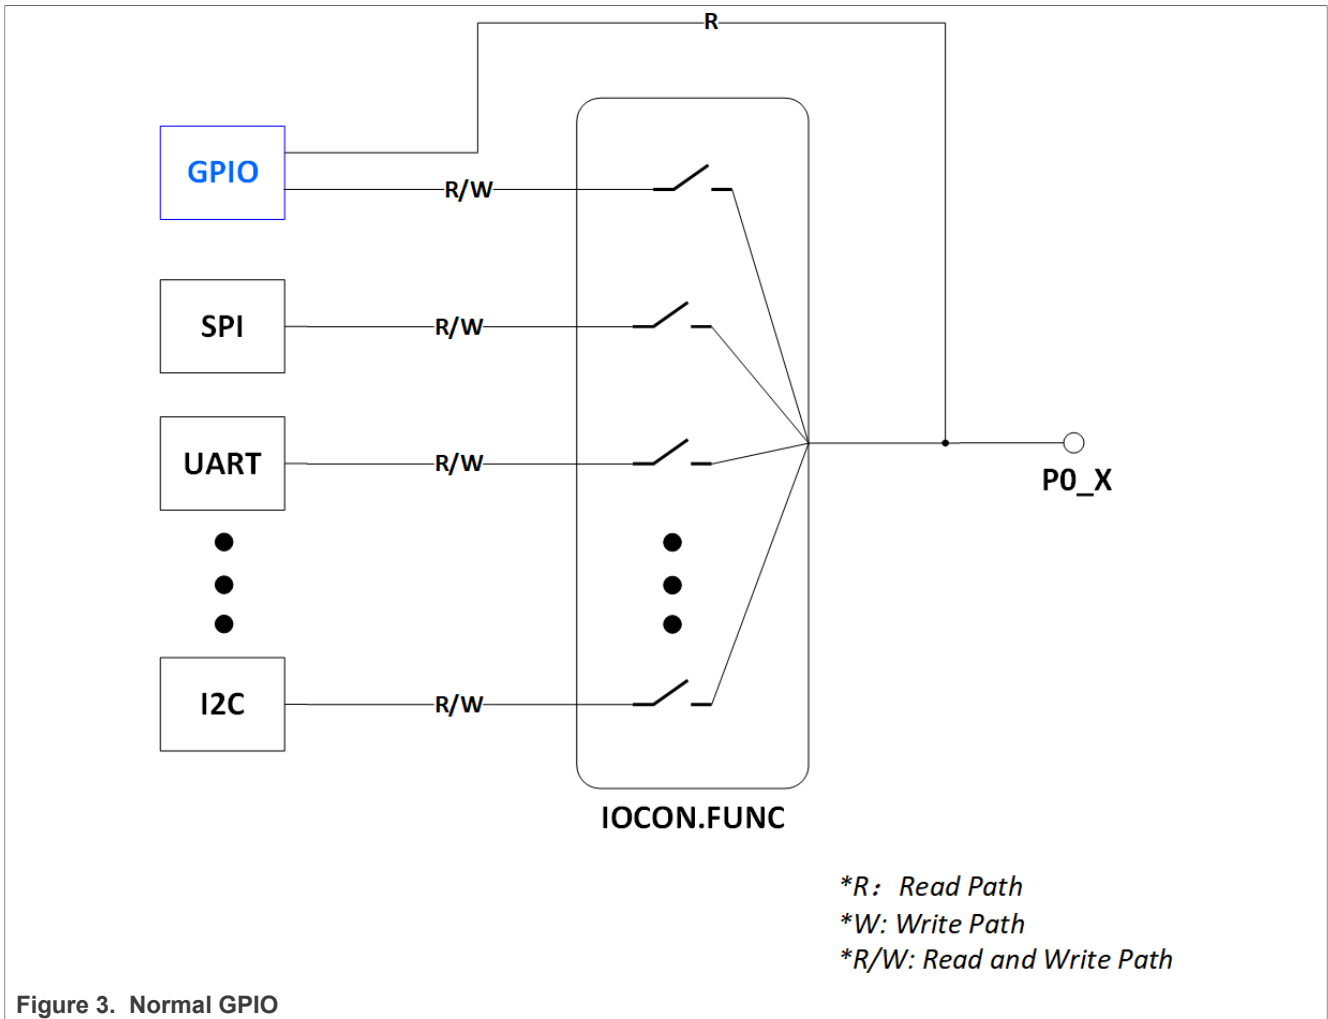 R
GPIO
R/W
SPI
R/W
UART
R/W
I2C
R/W
P0_X
IOCON.FUNC
*R： Read Path
*W: Write Path
*R/W: Read and Write Path
Figure 3. Normal GPIO